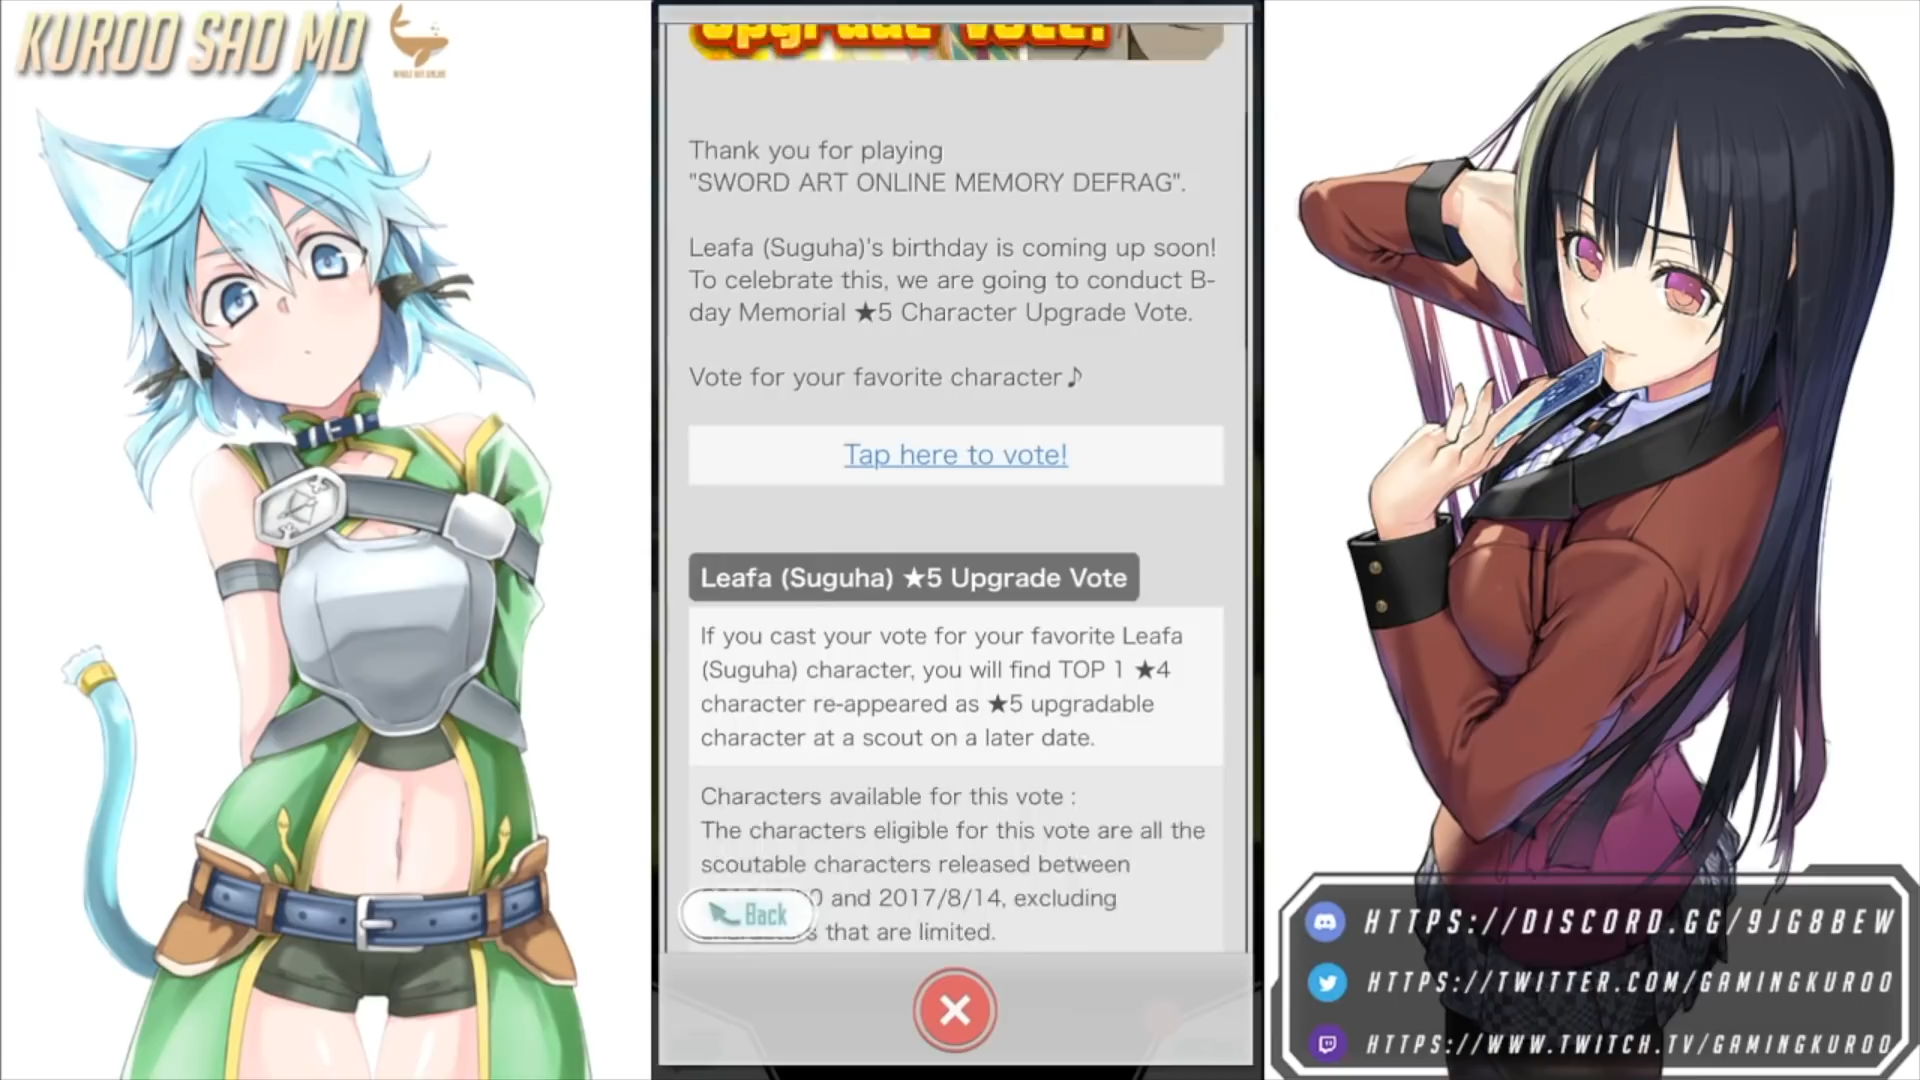 KUROO SAO MD
Upgrade Vote!
Thank you for playing
"SWORD ART ONLINE MEMORY DEFRAG".
Leafa (Suguha)'s birthday is coming up soon!
To celebrate this, we are going to conduct B-
day Memorial ★5 Character Upgrade Vote.
Vote for your favorite character♪
Tap here to vote!
Leafa (Suguha) ★5 Upgrade Vote
If you cast your vote for your favorite Leafa
(Suguha) character, you will find TOP 1 ★4
character re-appeared as ★5 upgradable
character at a scout on a later date.
Characters available for this vote :
The characters eligible for this vote are all the
scoutable characters released between
0 and 2017/8/14, excluding
Back
s that are limited.
HTTPS://DISCORD.GG/9JG8BEW
HTTPS://TWITTER.COM/GAMINGKUROO
HTTPS://WWW.TWITCH.TV/GAMINGKUROO